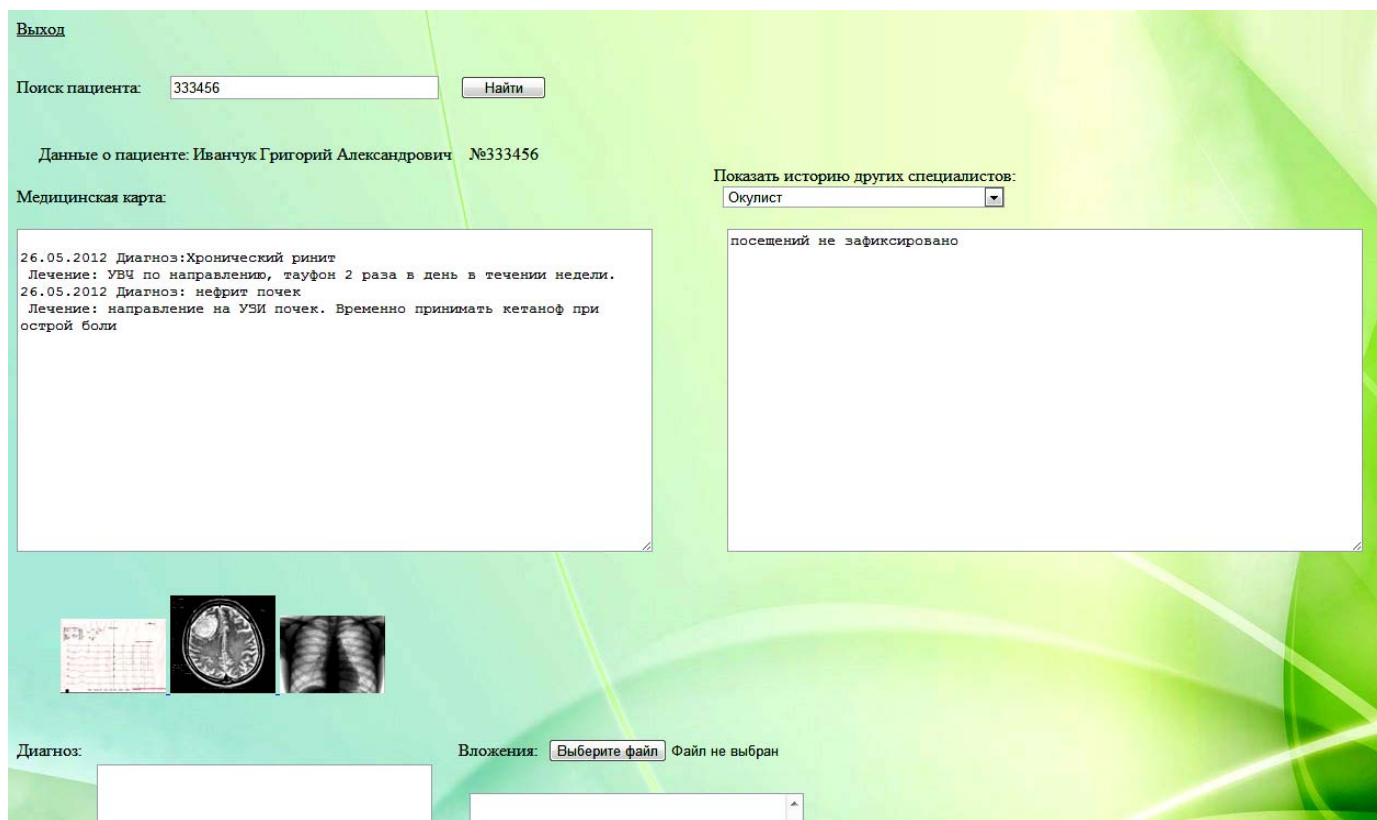 Выход
Поиск пациента: 333456 Найти
Данные о пациенте: Иванчук Григорий Александрович №333456
Показать историю других специалистов:
Медицинская карта:
Окулист
26.05.2012 Диагноз:Хронический ринит
Лечение: УВЧ по направлению, тауфон 2 раза в день в течении недели.
26.05.2012 Диагноз: нефрит почек
Лечение: направление на УЗИ почек. Временно принимать кетаноф при
острой боли
посещений не зафиксировано
Диагноз:
Вложения: Выберите файл Файл не выбран